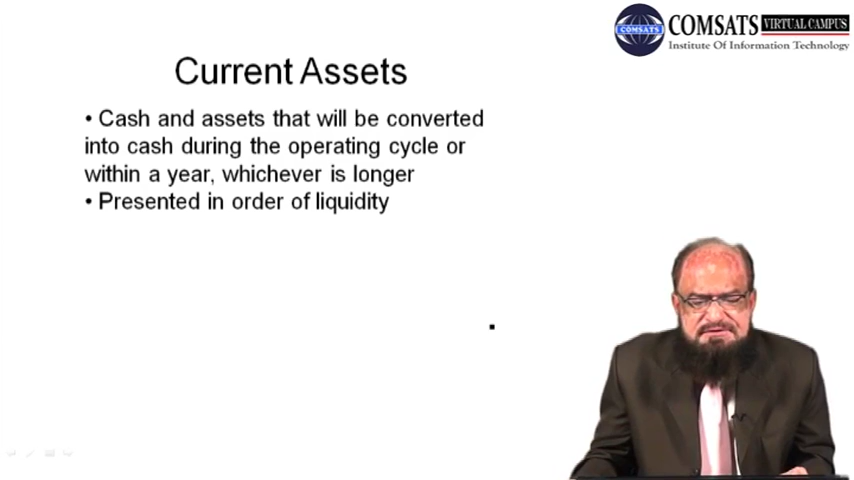 COMSATS VIRTUAL CAMPUS
COMSATS
Institute Of Information Technology
Current Assets
• Cash and assets that will be converted
into cash during the operating cycle or
within a year, whichever is longer
• Presented in order of liquidity